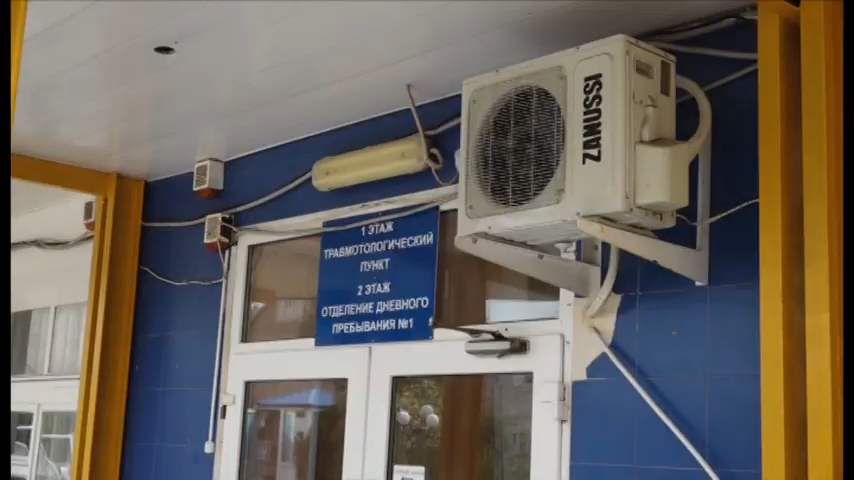 1 ЭТАЖ
ТРАВМОТОЛОГИЧЕСКИЙ
ПУНКТ
2 ЭТАЖ
ОТДЕЛЕНИЕ ДНЕВНОГО
ПРЕБЫВАНИЯ №1
ZANUSSI